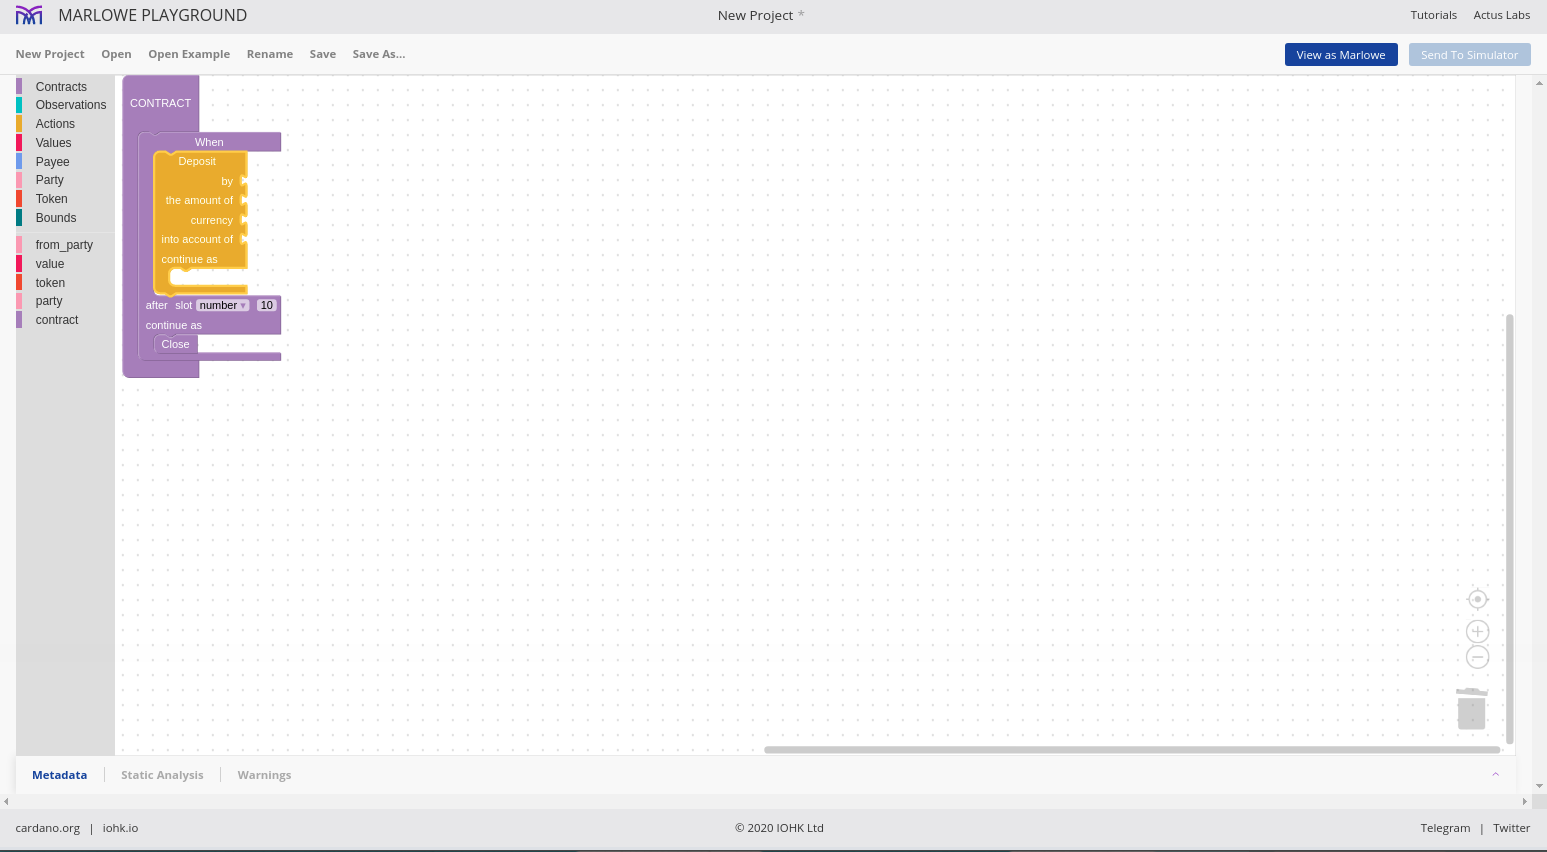 MARLOWE PLAYGROUND
New Project *
Tutorials
Actus Labs
New Project
Open
Open Example
Rename
Save
Save As...
View as Marlowe
Send To Simulator
Contracts
Observations
Actions
Values
Payee
Party
Token
Bounds
from_party
value
token
party
contract
CONTRACT
When
Deposit
by
the amount of
currency
into account of
continue as
after slot number ▾ 10
continue as
Close
Metadata
Static Analysis
Warnings
cardano.org | iohk.io
© 2020 IOHK Ltd
Telegram | Twitter